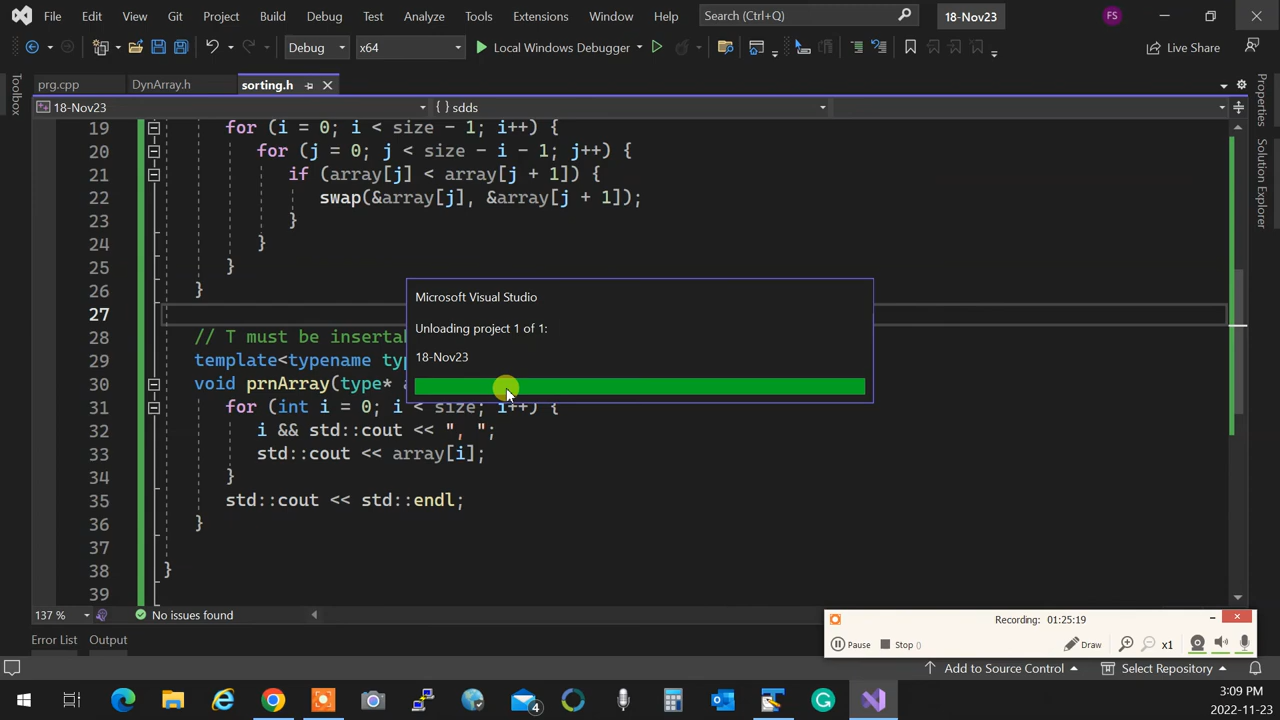 File Edit View Git Project Build Debug Test Analyze Tools Extensions Window Help Search (Ctrl+Q) 18-Nov23 FS
Debug x64 Local Windows Debugger Live Share
prg.cpp DynArray.h sorting.h
18-Nov23 { } sdds
Toolbox
Properties
Solution Explorer
19 for (i = 0; i < size - 1; i++) {
20 for (j = 0; j < size - i - 1; j++) {
21 if (array[j] < array[j + 1]) {
22 swap(&array[j], &array[j + 1]);
23 }
24 }
25 }
26 }
27
28 // T must be inserta
29 template<typename ty
30 void prnArray(type*
31 for (int i = 0; i < size; i++) {
32 i && std::cout << ", ";
33 std::cout << array[i];
34 }
35 std::cout << std::endl;
36 }
37
38 }
39
Microsoft Visual Studio
Unloading project 1 of 1:
18-Nov23
137 % No issues found
Recording: 01:25:19
Pause Stop () Draw x1
Error List Output
Add to Source Control Select Repository
4
3:09 PM
2022-11-23